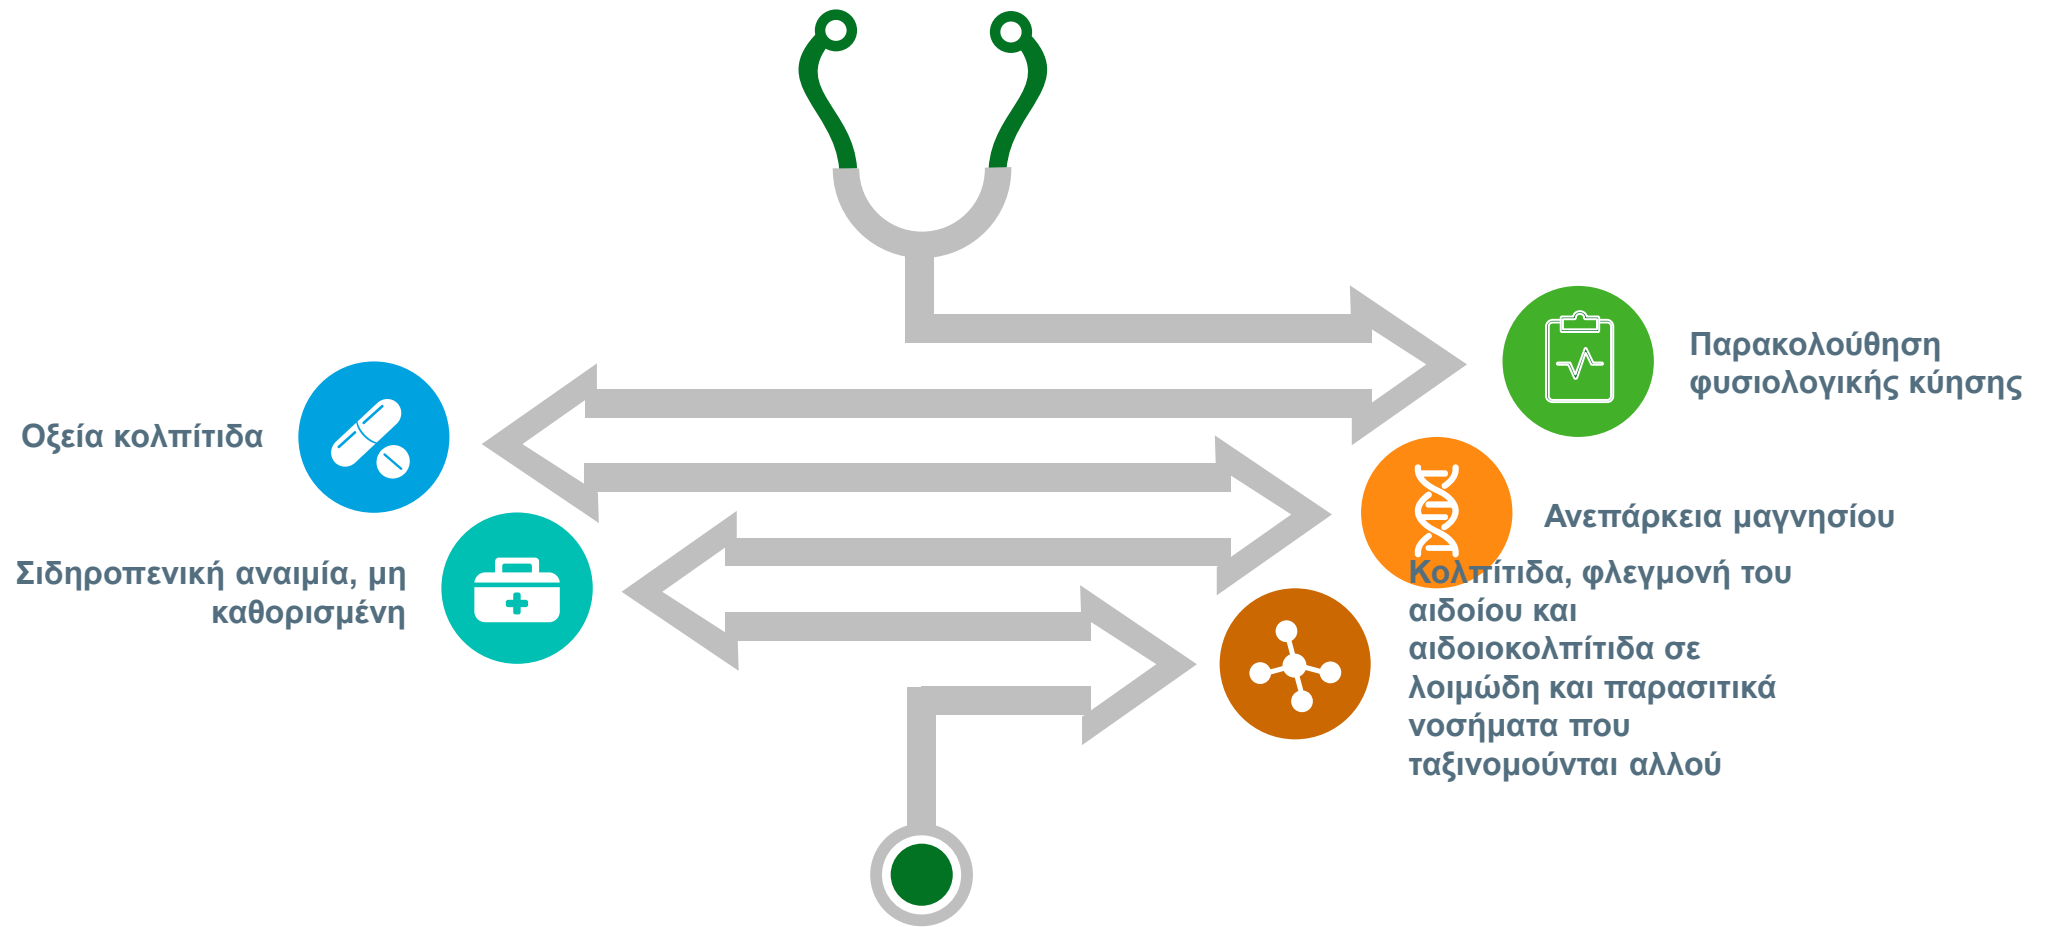 Παρακολούθηση
φυσιολογικής κύησης
Οξεία κολπίτιδα
Ανεπάρκεια μαγνησίου
Σιδηροπενική αναιμία, μη
καθορισμένη
Κολπίτιδα, φλεγμονή του
αιδοίου και
αιδοιοκολπίτιδα σε
λοιμώδη και παρασιτικά
νοσήματα που
ταξινομούνται αλλού